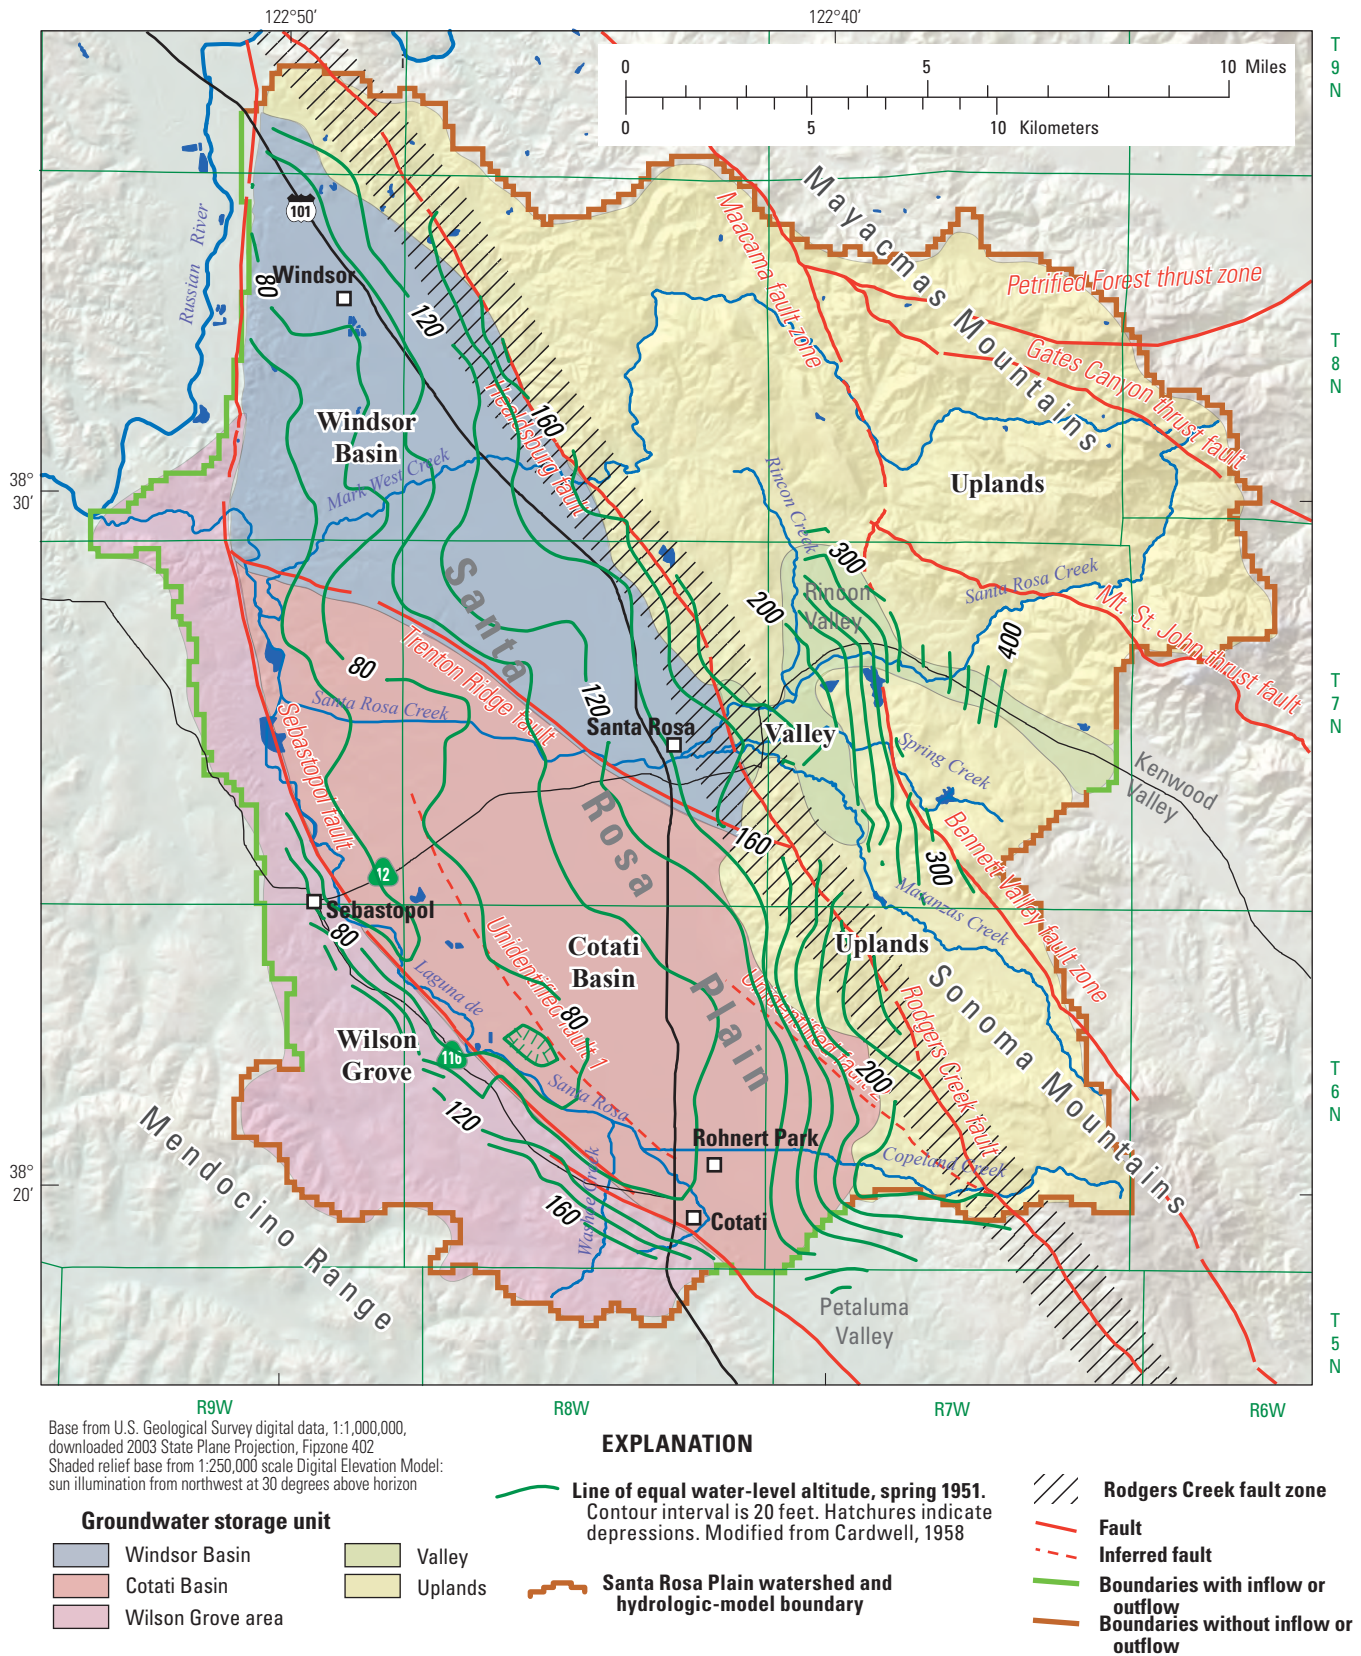 122°50′
122°40′
0 5 10 Miles
0 5 10 Kilometers
T
9
N
Mayacmas Mountains
Russian River
101
Maacama fault zone
Petrified Forest thrust zone
80
Windsor
120
Gates Canyon thrust fault
T
8
N
Healdsburg fault
160
Windsor
Basin
Mark West Creek
Rincon Creek
Uplands
38°
30′
300
Santa Rosa Creek
Rincon
Valley
200
Mt. St. John thrust fault
Santa Rosa Plain
Trenton Ridge fault
80
400
Santa Rosa Creek
120
Sebastopol fault
Santa Rosa
Valley
Spring Creek
Kenwood
Valley
T
7
N
160
Bennett Valley fault zone
300
12
Matanzas Creek
Sebastopol
80
Unidentified fault 1
Cotati
Basin
Uplands
Sonoma Mountains
Laguna de
Santa Rosa
Unidentified fault 2
Rodgers Creek fault
80
Wilson
Grove
116
200
120
T
6
N
Mendocino Range
Rohnert Park
Copeland Creek
38°
20′
Washoe Creek
160
Cotati
Petaluma
Valley
T
5
N
R9W
R8W
R7W
R6W
Base from U.S. Geological Survey digital data, 1:1,000,000,
downloaded 2003 State Plane Projection, Fipzone 402
Shaded relief base from 1:250,000 scale Digital Elevation Model:
sun illumination from northwest at 30 degrees above horizon
EXPLANATION
Groundwater storage unit
Windsor Basin
Cotati Basin
Wilson Grove area
Valley
Uplands
Line of equal water-level altitude, spring 1951.
Contour interval is 20 feet. Hatchures indicate
depressions. Modified from Cardwell, 1958
Santa Rosa Plain watershed and
hydrologic-model boundary
Rodgers Creek fault zone
Fault
Inferred fault
Boundaries with inflow or
outflow
Boundaries without inflow or
outflow